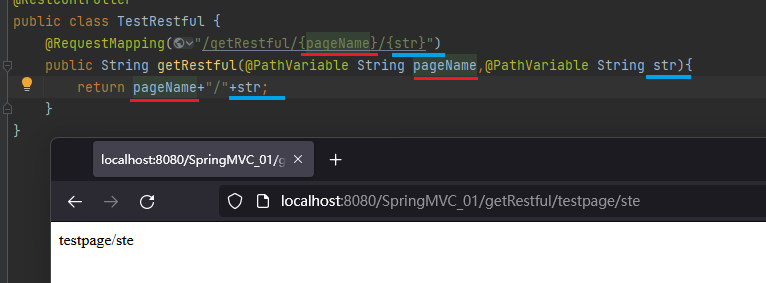 @RestController
public class TestRestful {
@RequestMapping("/getRestful/{pageName}/{str}")
public String getRestful(@PathVariable String pageName,@PathVariable String str){
return pageName+"/"+str;
}
}
localhost:8080/SpringMVC_01/g
localhost:8080/SpringMVC_01/getRestful/testpage/ste
testpage/ste